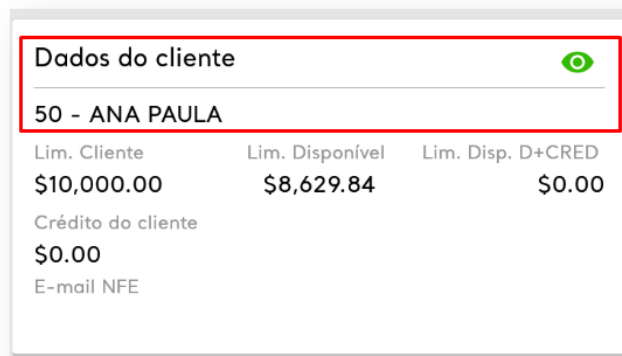 Dados do cliente
50 - ANA PAULA
Lim. Cliente Lim. Disponível Lim. Disp. D+CRED
$10,000.00 $8,629.84 $0.00
Crédito do cliente
$0.00
E-mail NFE